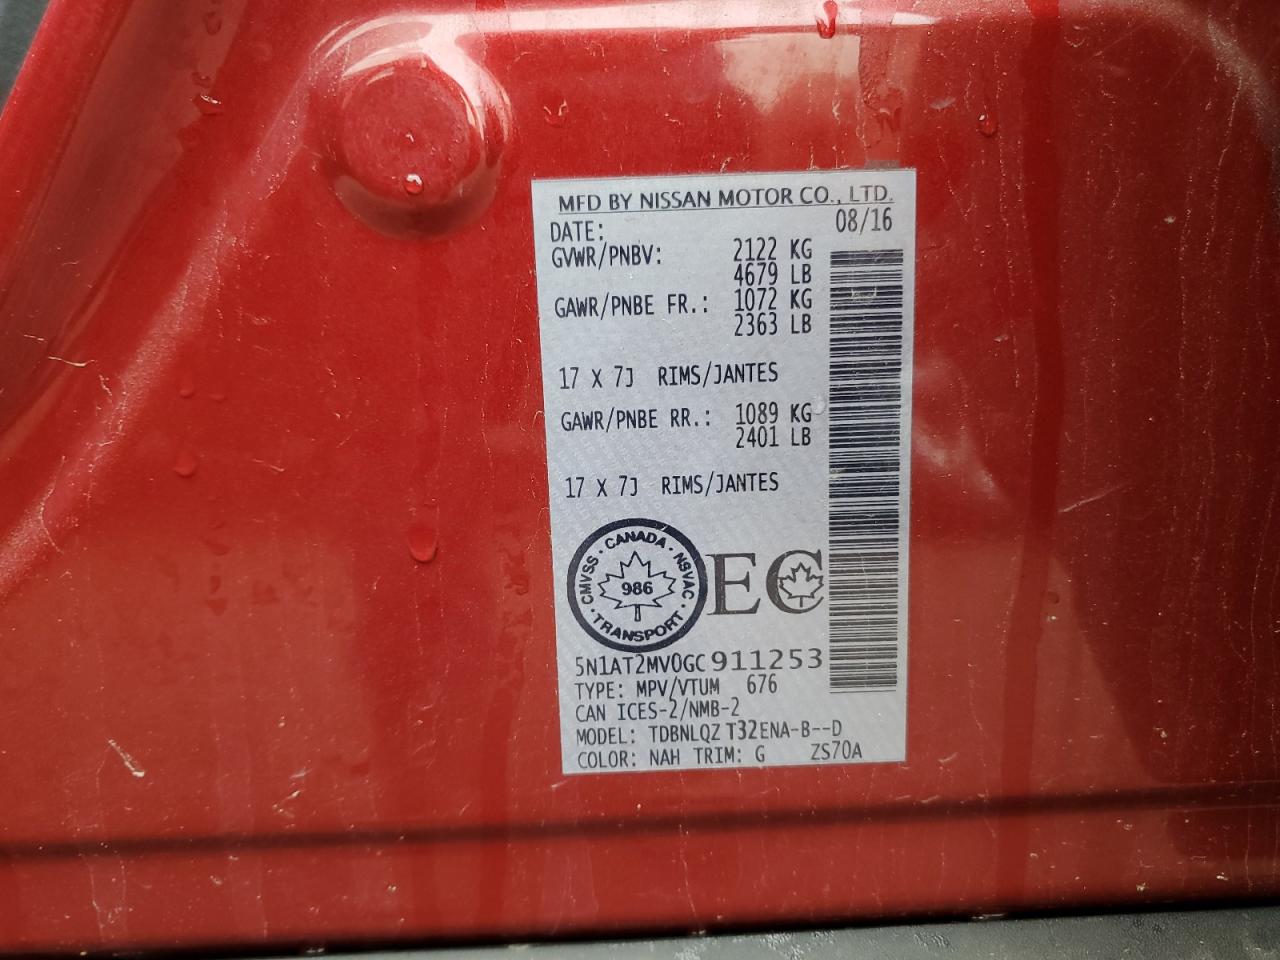 MFD BY NISSAN MOTOR CO., LTD.
DATE: 08/16
GVWR/PNBV: 2122 KG
4679 LB
GAWR/PNBE FR.: 1072 KG
2363 LB
17 X 7J RIMS/JANTES
GAWR/PNBE RR.: 1089 KG
2401 LB
17 X 7J RIMS/JANTES
CANADA · NSVAC · TRANSPORT · CMVSS ·
986
EC
5N1AT2MV0GC911253
TYPE: MPV/VTUM 676
CAN ICES-2/NMB-2
MODEL: TDBNLQZ T32ENA-B--D
COLOR: NAH TRIM: G ZS70A